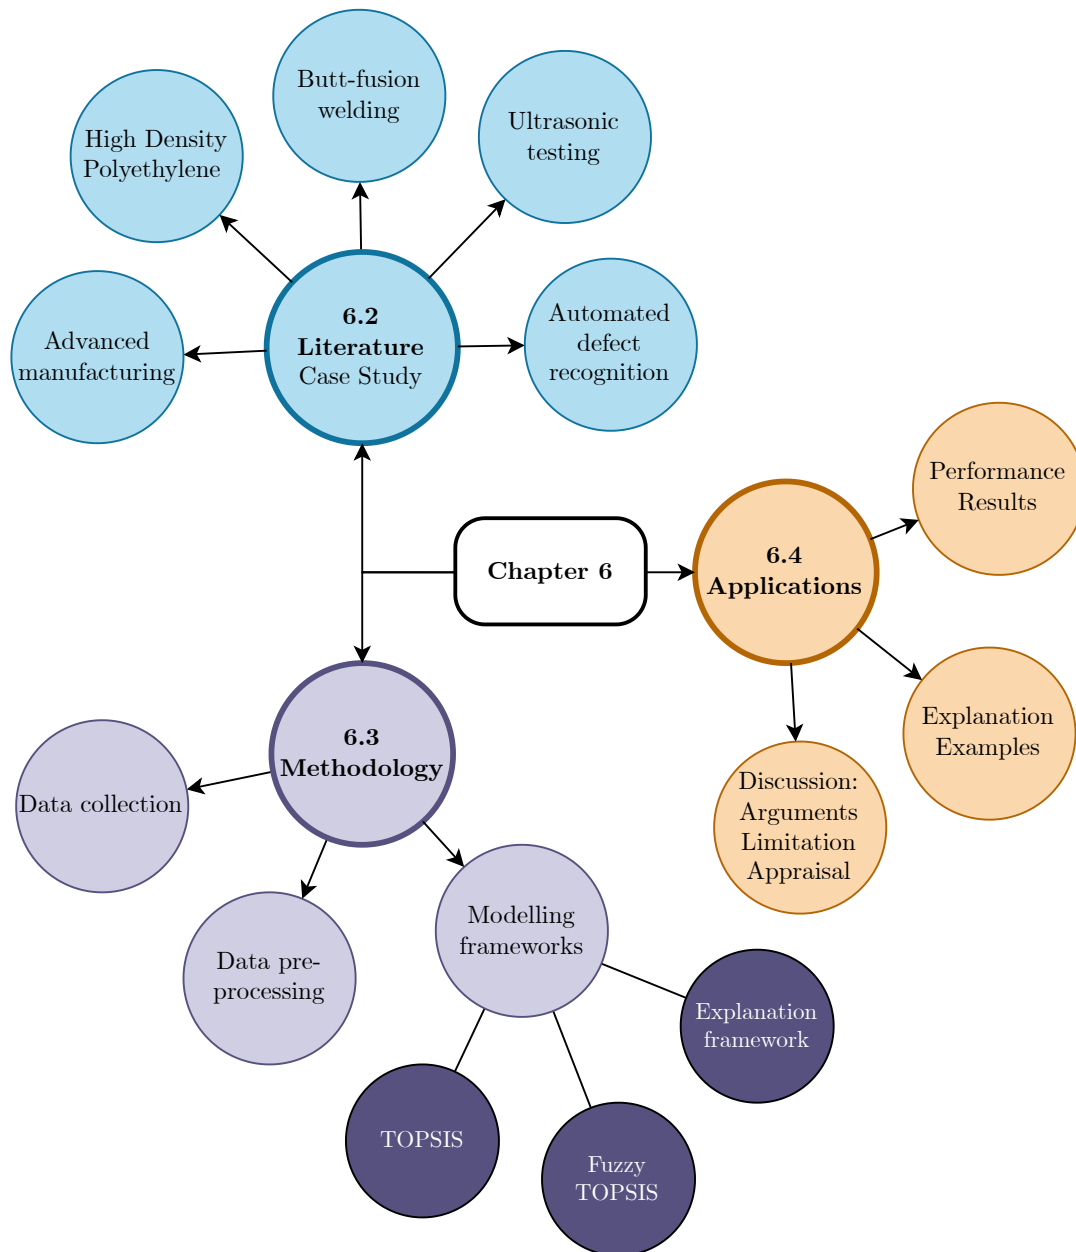 Butt-fusion
welding
High Density
Polyethylene
Ultrasonic
testing
Advanced
manufacturing
6.2
Literature
Case Study
Automated
defect
recognition
Chapter 6
6.4
Applications
Performance
Results
Explanation
Examples
Discussion:
Arguments
Limitation
Appraisal
6.3
Methodology
Data collection
Data pre-
processing
Modelling
frameworks
Explanation
framework
TOPSIS
Fuzzy
TOPSIS